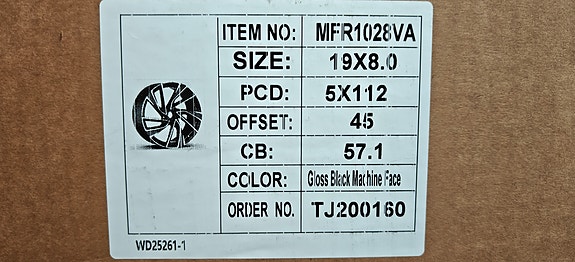 ITEM NO: MFR1028VA
SIZE: 19X8.0
PCD: 5X112
OFFSET: 45
CB: 57.1
COLOR: Gloss Black Machine Face
ORDER NO. TJ200160
WD25261-1